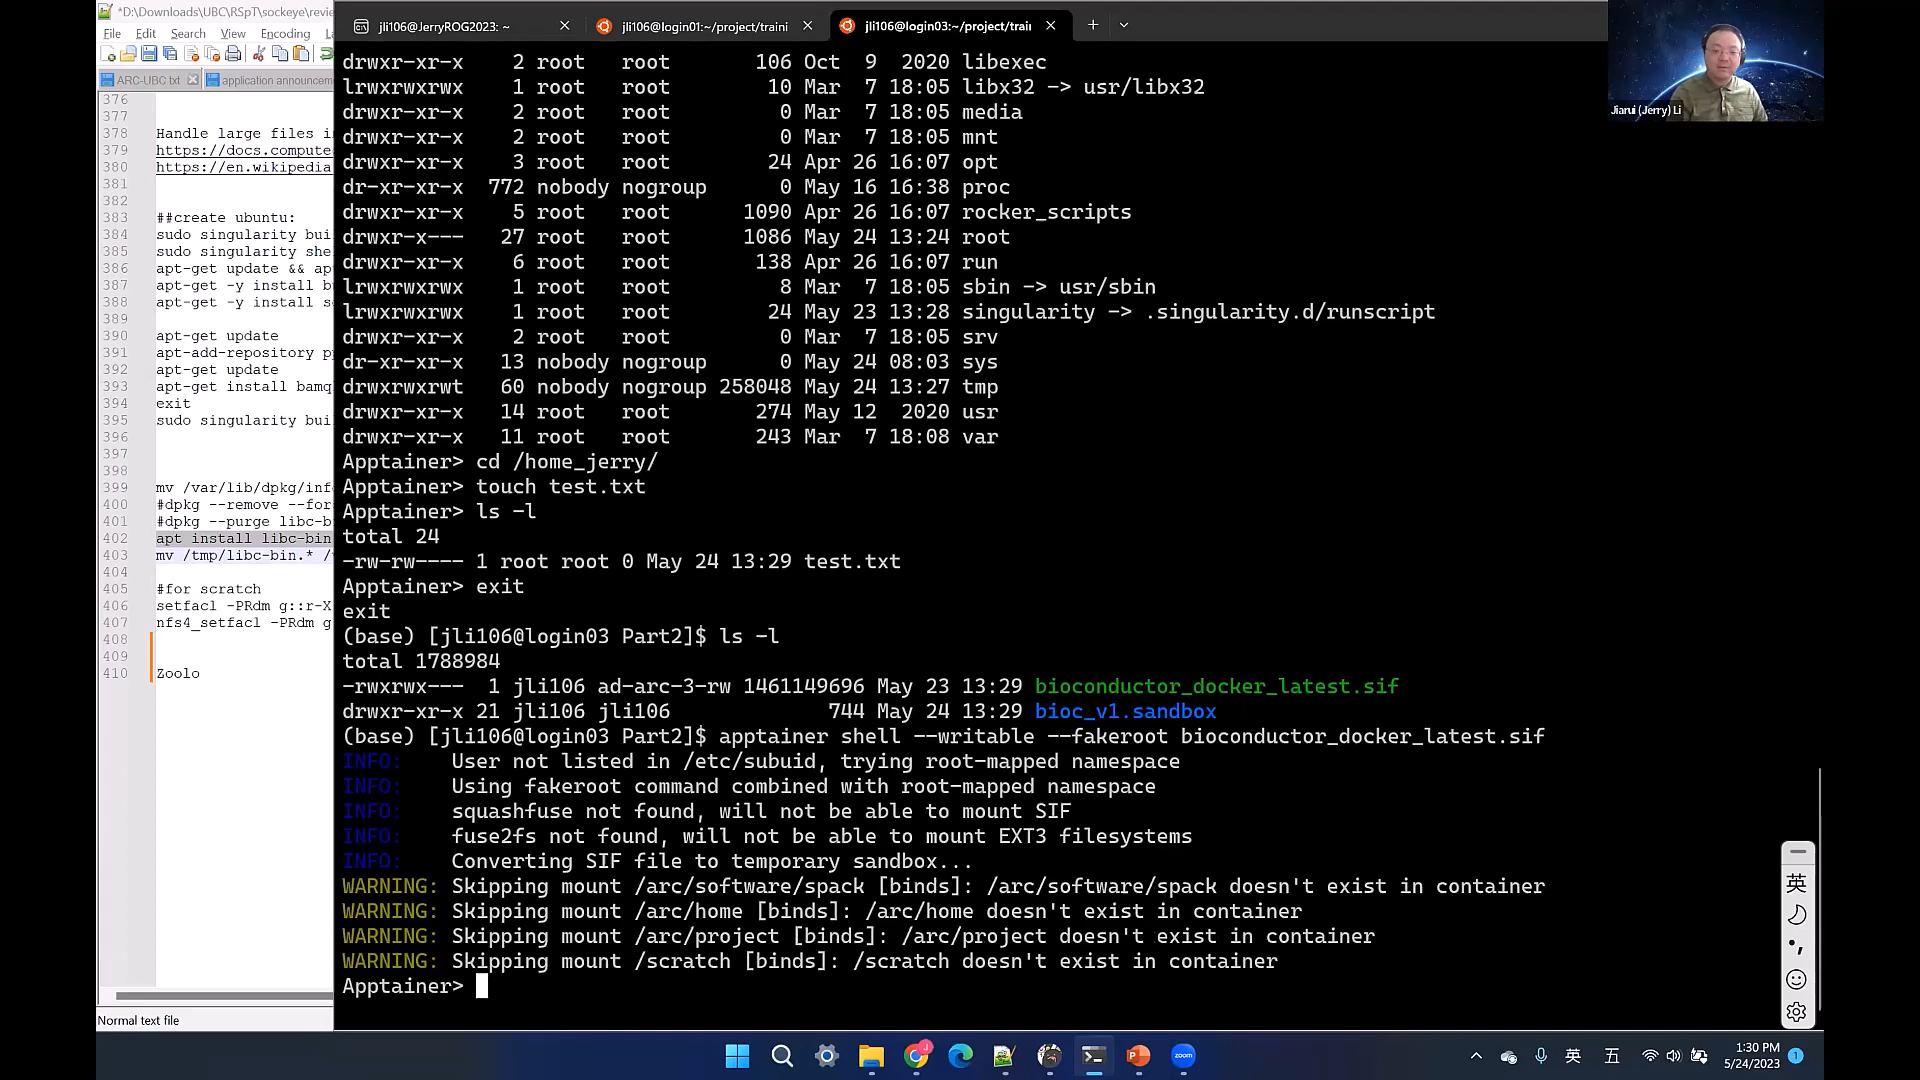 *D:\Downloads\UBC\RSpT\sockeye\revie
File Edit Search View Encoding
ARC-UBC.txt
application announcem
jli106@JerryROG2023: ~
jli106@login01:~/project/traini
jli106@login03:~/project/traii
376
377
378 Handle large files i
379 https://docs.compute
380 https://en.wikipedia
381
382
383 ##create ubuntu:
384 sudo singularity bui
385 sudo singularity she
386 apt-get update && ap
387 apt-get -y install b
388 apt-get -y install s
389
390 apt-get update
391 apt-add-repository p
392 apt-get update
393 apt-get install bamq
394 exit
395 sudo singularity bui
396
397
398
399 mv /var/lib/dpkg/inf
400 #dpkg --remove --for
401 #dpkg --purge libc-b
402 apt install libc-bin
403 mv /tmp/libc-bin.* /
404
405 #for scratch
406 setfacl -PRdm g::r-X
407 nfs4_setfacl -PRdm g
408
409
410 Zoolo
Normal text file
drwxr-xr-x 2 root root 106 Oct 9 2020 libexec
lrwxrwxrwx 1 root root 10 Mar 7 18:05 libx32 -> usr/libx32
drwxr-xr-x 2 root root 0 Mar 7 18:05 media
drwxr-xr-x 2 root root 0 Mar 7 18:05 mnt
drwxr-xr-x 3 root root 24 Apr 26 16:07 opt
dr-xr-xr-x 772 nobody nogroup 0 May 16 16:38 proc
drwxr-xr-x 5 root root 1090 Apr 26 16:07 rocker_scripts
drwxr-x--- 27 root root 1086 May 24 13:24 root
drwxr-xr-x 6 root root 138 Apr 26 16:07 run
lrwxrwxrwx 1 root root 8 Mar 7 18:05 sbin -> usr/sbin
lrwxrwxrwx 1 root root 24 May 23 13:28 singularity -> .singularity.d/runscript
drwxr-xr-x 2 root root 0 Mar 7 18:05 srv
dr-xr-xr-x 13 nobody nogroup 0 May 24 08:03 sys
drwxrwxrwt 60 nobody nogroup 258048 May 24 13:27 tmp
drwxr-xr-x 14 root root 274 May 12 2020 usr
drwxr-xr-x 11 root root 243 Mar 7 18:08 var
Apptainer> cd /home_jerry/
Apptainer> touch test.txt
Apptainer> ls -l
total 24
-rw-rw---- 1 root root 0 May 24 13:29 test.txt
Apptainer> exit
exit
(base) [jli106@login03 Part2]$ ls -l
total 1788984
-rwxrwx--- 1 jli106 ad-arc-3-rw 1461149696 May 23 13:29 bioconductor_docker_latest.sif
drwxr-xr-x 21 jli106 jli106 744 May 24 13:29 bioc_v1.sandbox
(base) [jli106@login03 Part2]$ apptainer shell --writable --fakeroot bioconductor_docker_latest.sif
INFO: User not listed in /etc/subuid, trying root-mapped namespace
INFO: Using fakeroot command combined with root-mapped namespace
INFO: squashfuse not found, will not be able to mount SIF
INFO: fuse2fs not found, will not be able to mount EXT3 filesystems
INFO: Converting SIF file to temporary sandbox...
WARNING: Skipping mount /arc/software/spack [binds]: /arc/software/spack doesn't exist in container
WARNING: Skipping mount /arc/home [binds]: /arc/home doesn't exist in container
WARNING: Skipping mount /arc/project [binds]: /arc/project doesn't exist in container
WARNING: Skipping mount /scratch [binds]: /scratch doesn't exist in container
Apptainer>
Jiarui (Jerry) Li
英
zoom
英
五
1:30 PM
5/24/2023
1